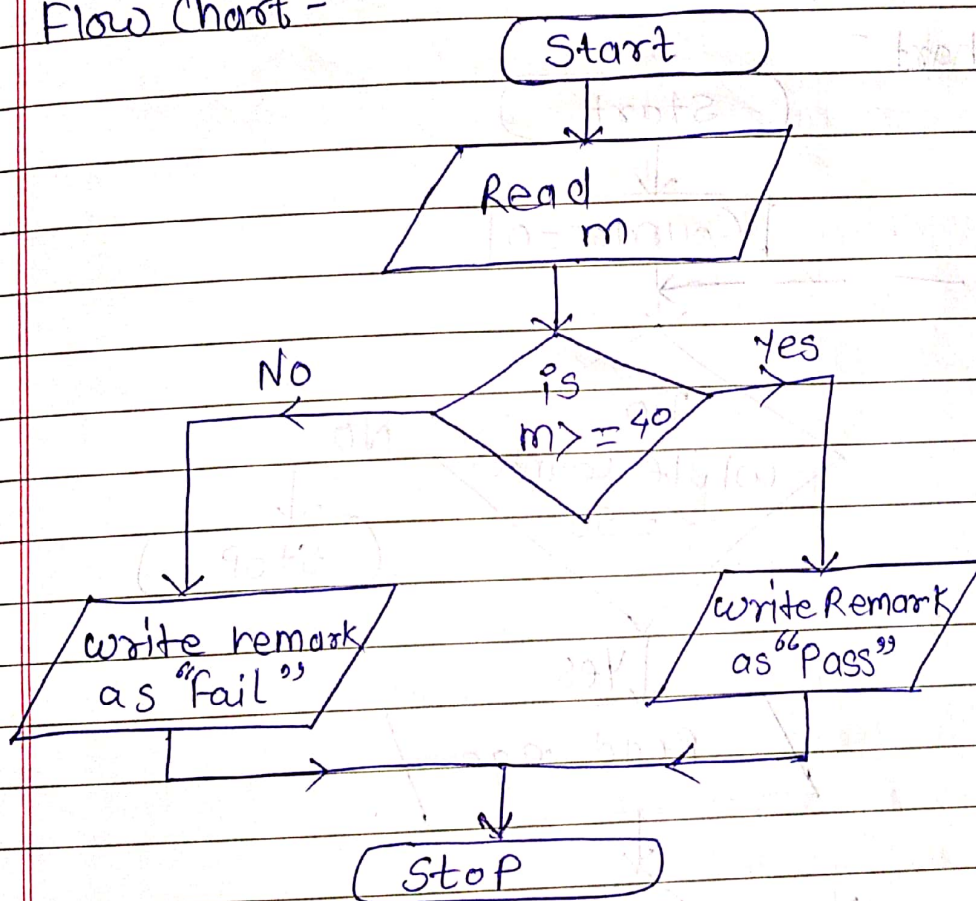 Flow Chart -
Start
Read
m
No
Yes
is
m>=40
write remark
as "Fail"
write Remark
as "Pass"
Stop